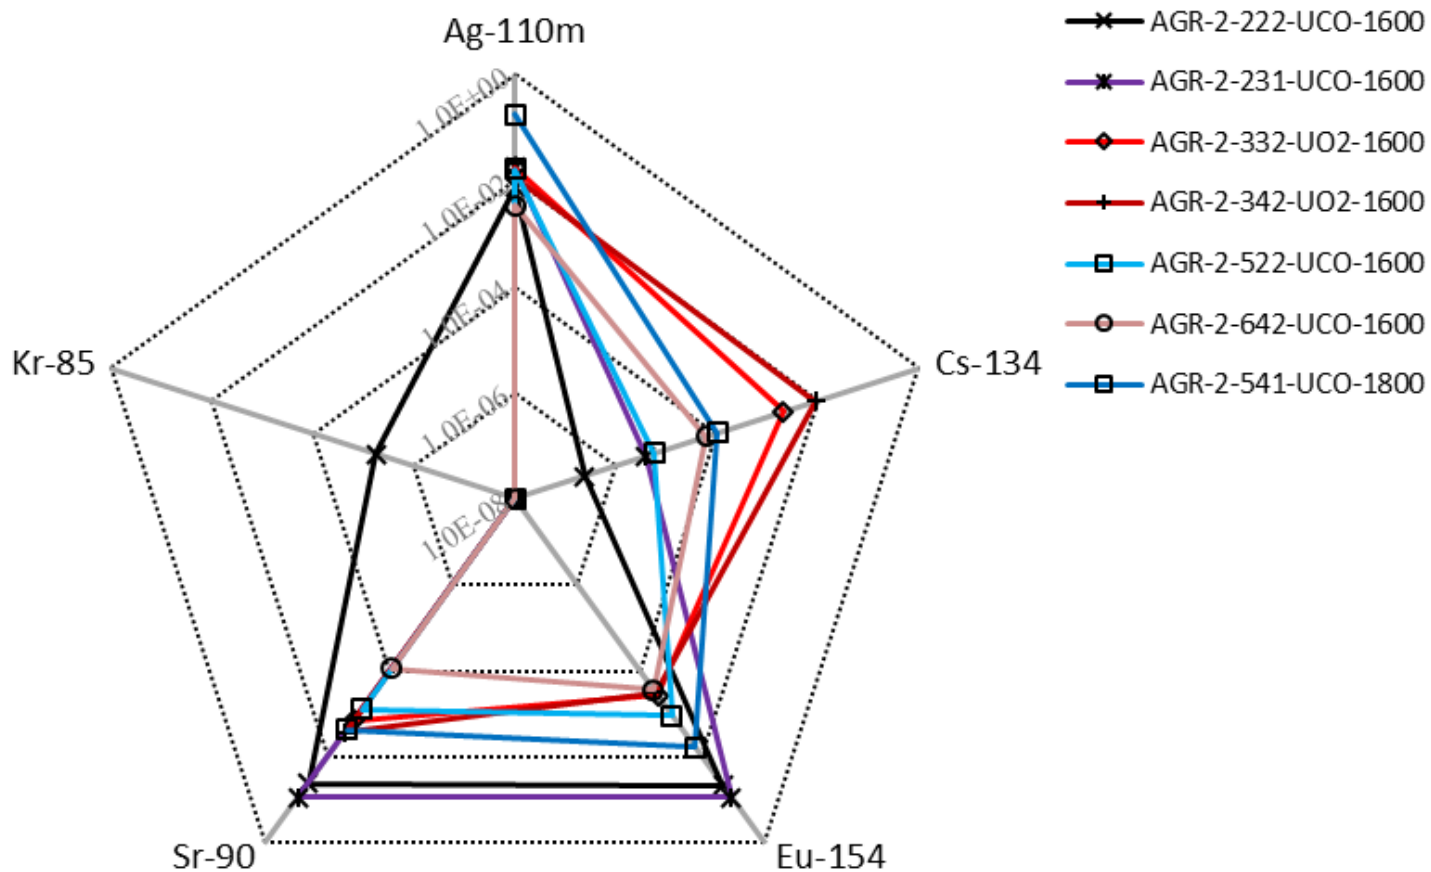 Ag-110m
1.0E+00
1.0E-02
1.0E-04
1.0E-06
1.0E-08
Kr-85
Cs-134
Sr-90
Eu-154
AGR-2-222-UCO-1600
AGR-2-231-UCO-1600
AGR-2-332-UO2-1600
AGR-2-342-UO2-1600
AGR-2-522-UCO-1600
AGR-2-642-UCO-1600
AGR-2-541-UCO-1800